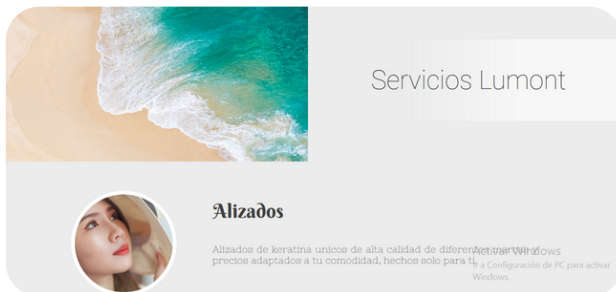 Servicios Lumont
Alizados
Alizados de keratina unicos de alta calidad de diferentes marcas y
precios adaptados a tu comodidad, hechos solo para ti.
Activar Windows
Ir a Configuración de PC para activar
Windows.